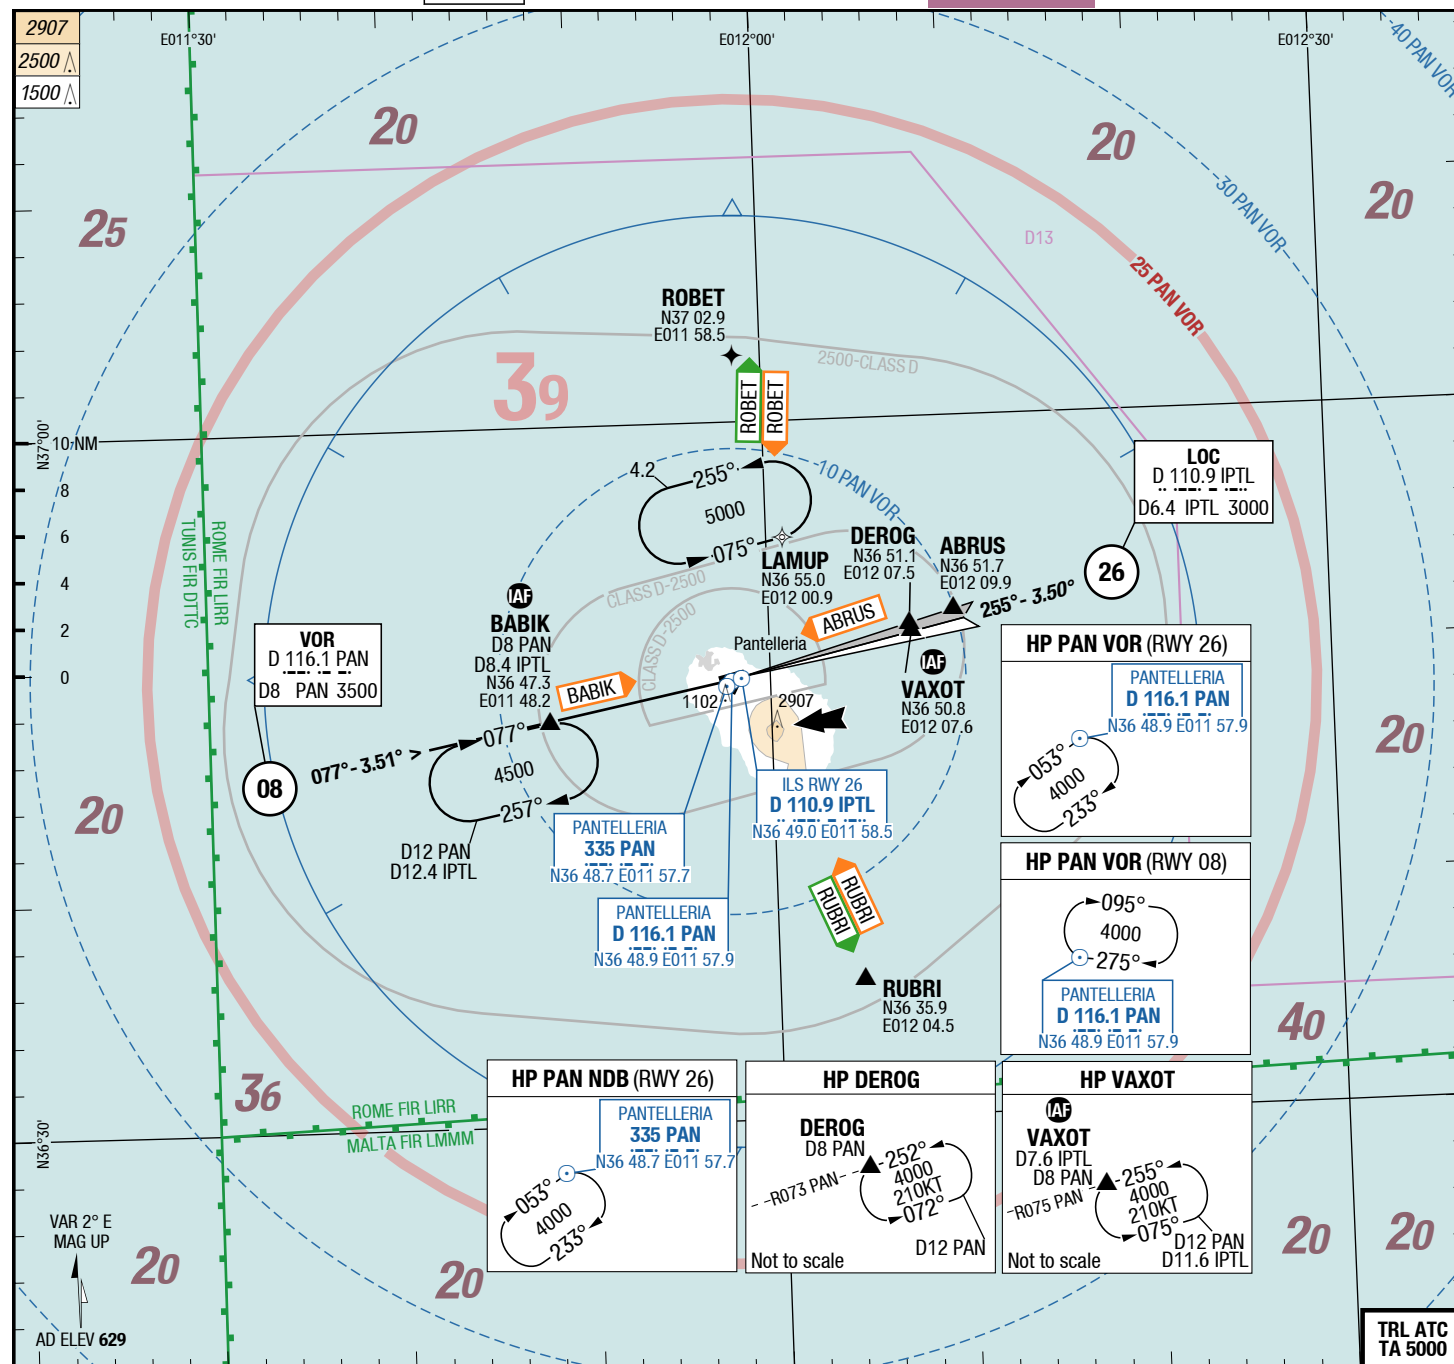 2907
2500
1500
E011°30'
E012°00'
E012°30'
40 PAN VOR
20
20
25
20
30 PAN VOR
D13
25 PAN VOR
ROBET
N37 02.9
E011 58.5
2500-CLASS D
39
ROBET
ROBET
N37°00'
10 NM
8
6
4
2
0
4.2
255°
5000
075°
10 PAN VOR
LOC
D 110.9 IPTL
D6.4 IPTL 3000
TUNIS FIR DTTC
ROME FIR LIRR
DEROG
N36 51.1
E012 07.5
ABRUS
N36 51.7
E012 09.9
LAMUP
N36 55.0
E012 00.9
26
255°- 3.50°
CLASS D-2500
CLASS D-2500
ABRUS
IAF
BABIK
D8 PAN
D8.4 IPTL
N36 47.3
E011 48.2
VOR
D 116.1 PAN
D8 PAN 3500
BABIK
Pantelleria
1102
2907
IAF
VAXOT
N36 50.8
E012 07.6
HP PAN VOR (RWY 26)
PANTELLERIA
D 116.1 PAN
N36 48.9 E011 57.9
053°
4000
233°
08
077°- 3.51° >
077°
4500
257°
D12 PAN
D12.4 IPTL
20
20
ILS RWY 26
D 110.9 IPTL
N36 49.0 E011 58.5
PANTELLERIA
335 PAN
N36 48.7 E011 57.7
PANTELLERIA
D 116.1 PAN
N36 48.9 E011 57.9
RUBRI
RUBRI
RUBRI
N36 35.9
E012 04.5
HP PAN VOR (RWY 08)
095°
4000
275°
PANTELLERIA
D 116.1 PAN
N36 48.9 E011 57.9
40
36
ROME FIR LIRR
MALTA FIR LMMM
N36°30'
HP PAN NDB (RWY 26)
PANTELLERIA
335 PAN
N36 48.7 E011 57.7
053°
4000
233°
HP DEROG
DEROG
D8 PAN
R073 PAN
252°
4000
210KT
072°
D12 PAN
Not to scale
HP VAXOT
IAF
VAXOT
D7.6 IPTL
D8 PAN
R075 PAN
255°
4000
210KT
075°
D12 PAN
D11.6 IPTL
Not to scale
20
20
20
20
VAR 2° E
MAG UP
AD ELEV 629
TRL ATC
TA 5000